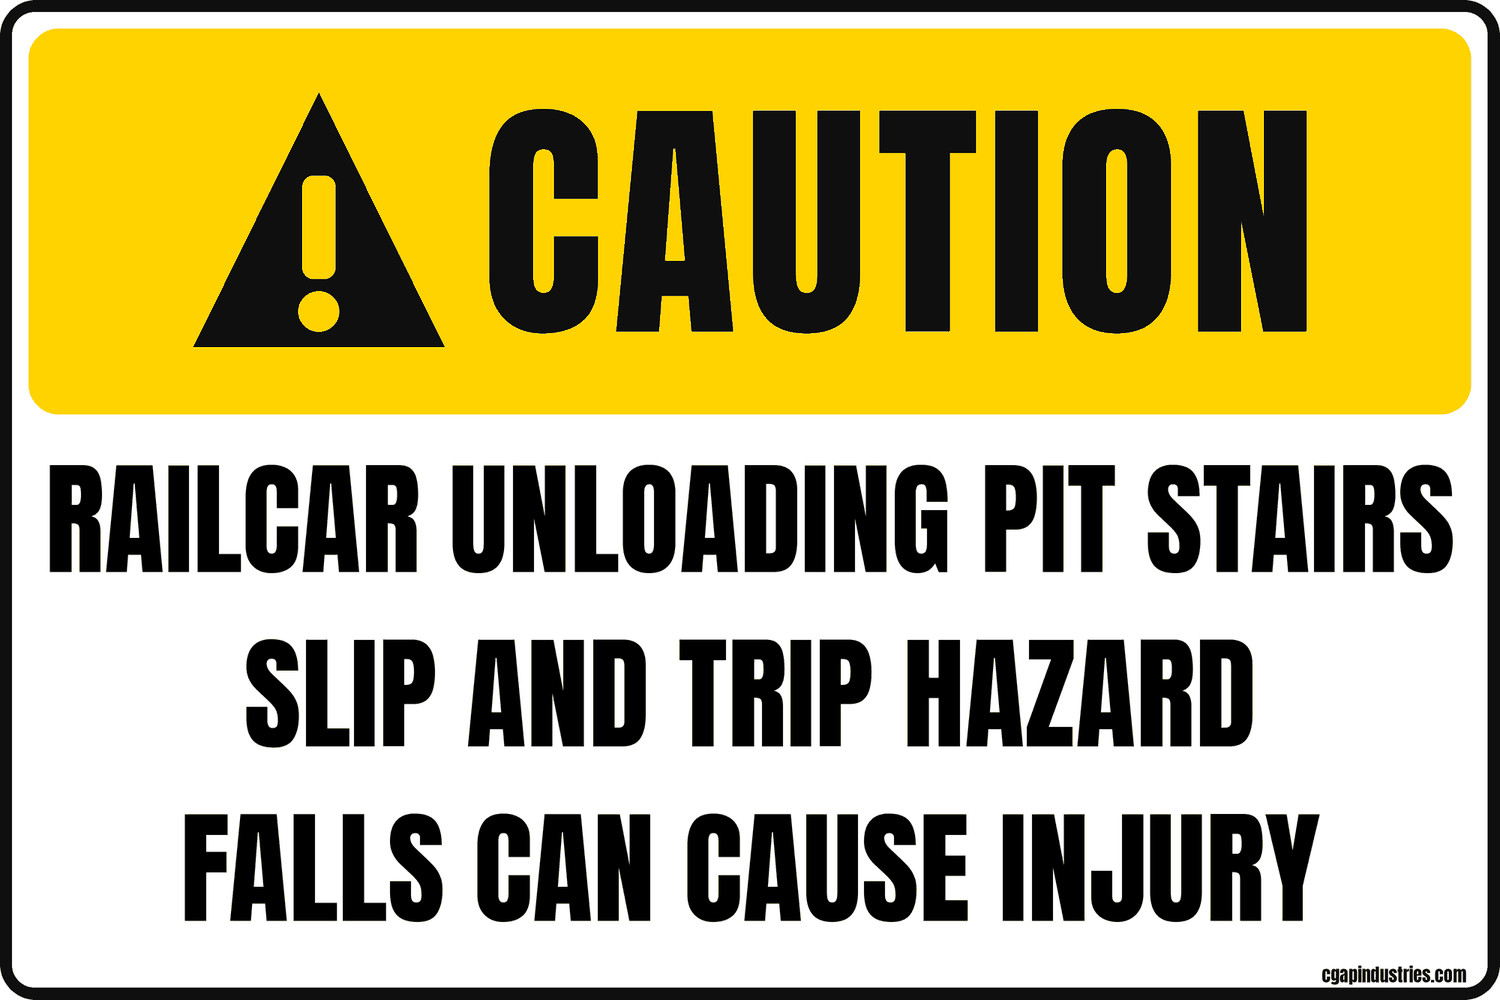 CAUTION
RAILCAR UNLOADING PIT STAIRS
SLIP AND TRIP HAZARD
FALLS CAN CAUSE INJURY
cgapindustries.com